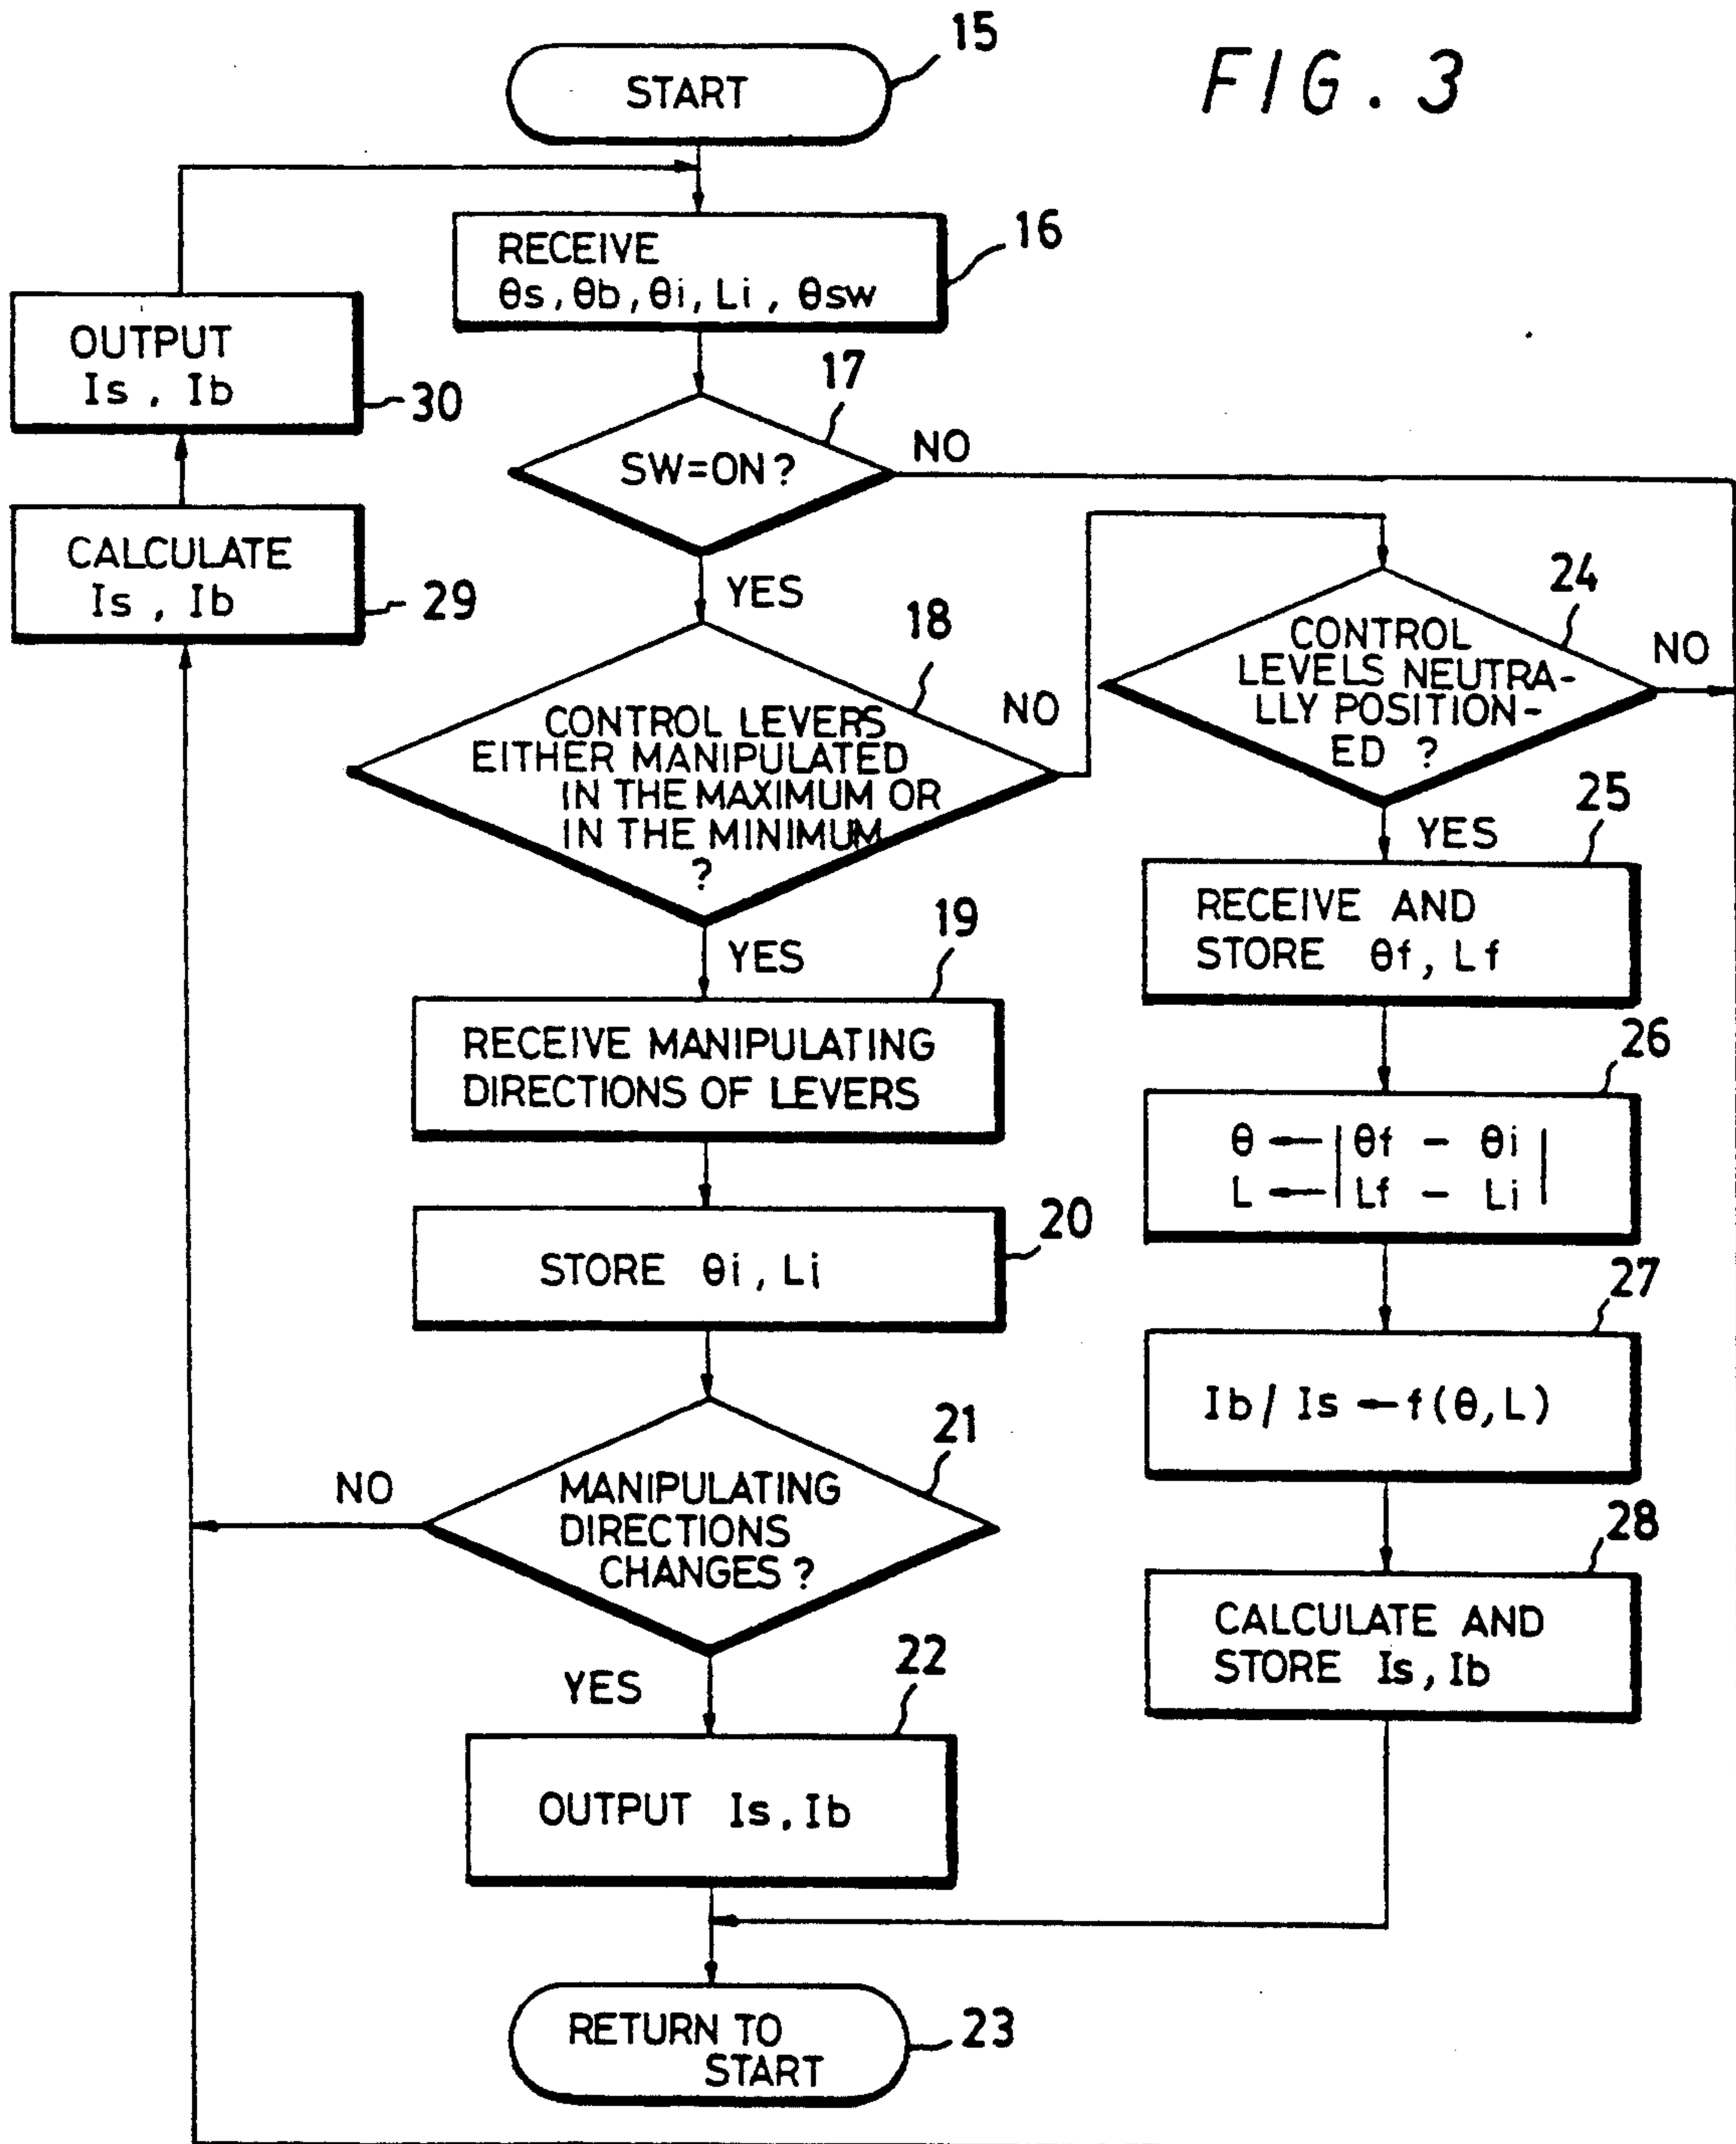 FIG. 3
15
START
16
RECEIVE
θs, θb, θi, Li, θsw
17
SW=ON?
NO
YES
18
CONTROL LEVERS
EITHER MANIPULATED
IN THE MAXIMUM OR
IN THE MINIMUM
?
NO
YES
19
RECEIVE MANIPULATING
DIRECTIONS OF LEVERS
20
STORE θi, Li
21
MANIPULATING
DIRECTIONS
CHANGES?
NO
YES
22
OUTPUT Is, Ib
RETURN TO
START
23
24
CONTROL
LEVELS NEUTRA-
LLY POSITION-
ED ?
NO
YES
25
RECEIVE AND
STORE θf, Lf
26
θ ← | θf - θi |
L ← | Lf - Li |
27
Ib / Is ← f(θ, L)
28
CALCULATE AND
STORE Is, Ib
CALCULATE
Is, Ib
29
OUTPUT
Is, Ib
30